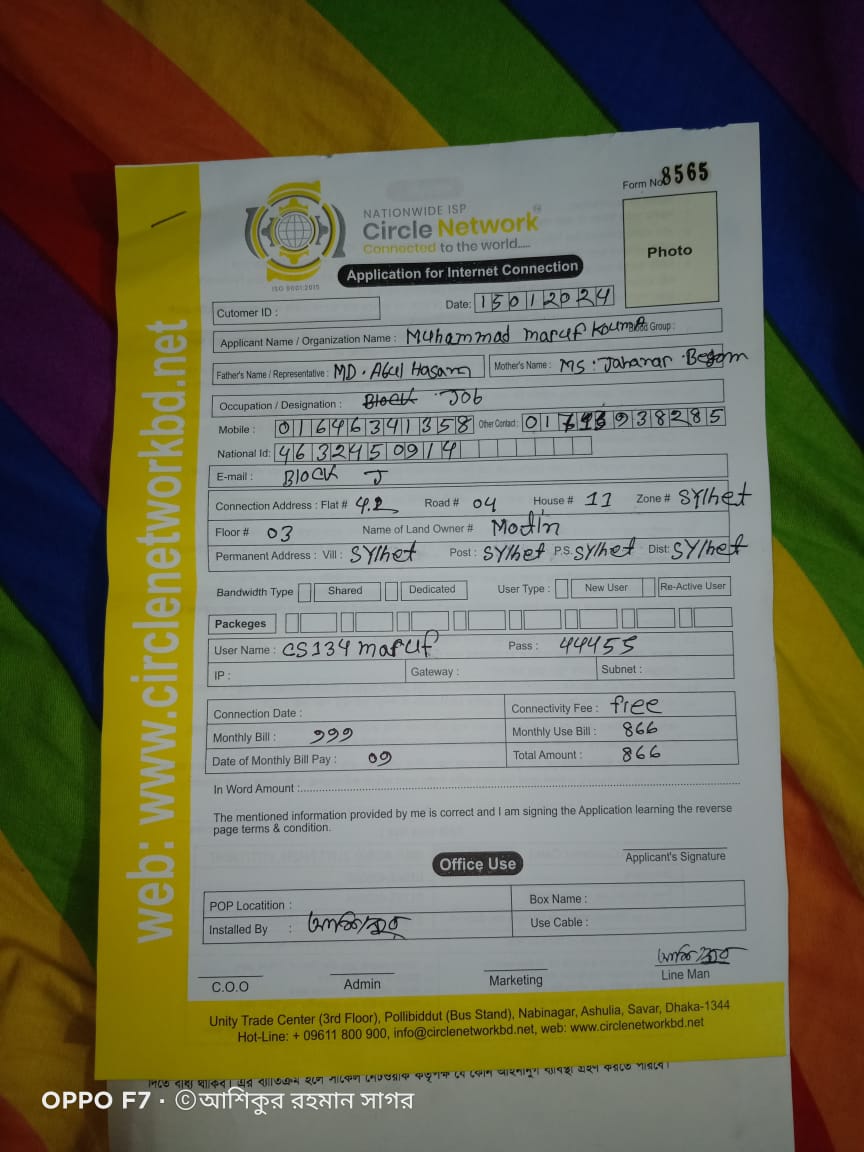 Form No 8565
NATIONWIDE ISP
Circle Network
Connected to the world.....
ISO 9001:2015
Application for Internet Connection
Photo
Cutomer ID :
Date: 15012024
Applicant Name / Organization Name : Muhammad maruf Koump Blood Group :
Father's Name / Representative : MD. Abul Hasam Mother's Name : MS. Jahanar Begom
Occupation / Designation : Job
Mobile : 01646341358 Other Contact :
National Id: 4632450914
E-mail : Block J
Connection Address : Flat # 4.2 Road # 04 House # 11 Zone # Sylhet
Floor # 03 Name of Land Owner # Modin
Permanent Address : Vill : Sylhet Post : Sylhet P.S. Sylhet Dist: Sylhet
Bandwidth Type Shared Dedicated User Type : New User Re-Active User
Packeges
User Name : CS134 maruf Pass : 44455
IP : Gateway : Subnet :
Connection Date : Connectivity Fee : free
Monthly Bill : 999 Monthly Use Bill : 866
Date of Monthly Bill Pay : 09 Total Amount : 866
In Word Amount :
The mentioned information provided by me is correct and I am signing the Application learning the reverse
page terms & condition.
Applicant's Signature
Office Use
POP Locatition : Box Name :
Installed By : Use Cable :
C.O.O Admin Marketing Line Man
Unity Trade Center (3rd Floor), Pollibiddut (Bus Stand), Nabinagar, Ashulia, Savar, Dhaka-1344
Hot-Line: + 09611 800 900, info@circlenetworkbd.net, web: www.circlenetworkbd.net
web: www.circlenetworkbd.net
OPPO F7 · ©আশিকুর রহমান সাগর